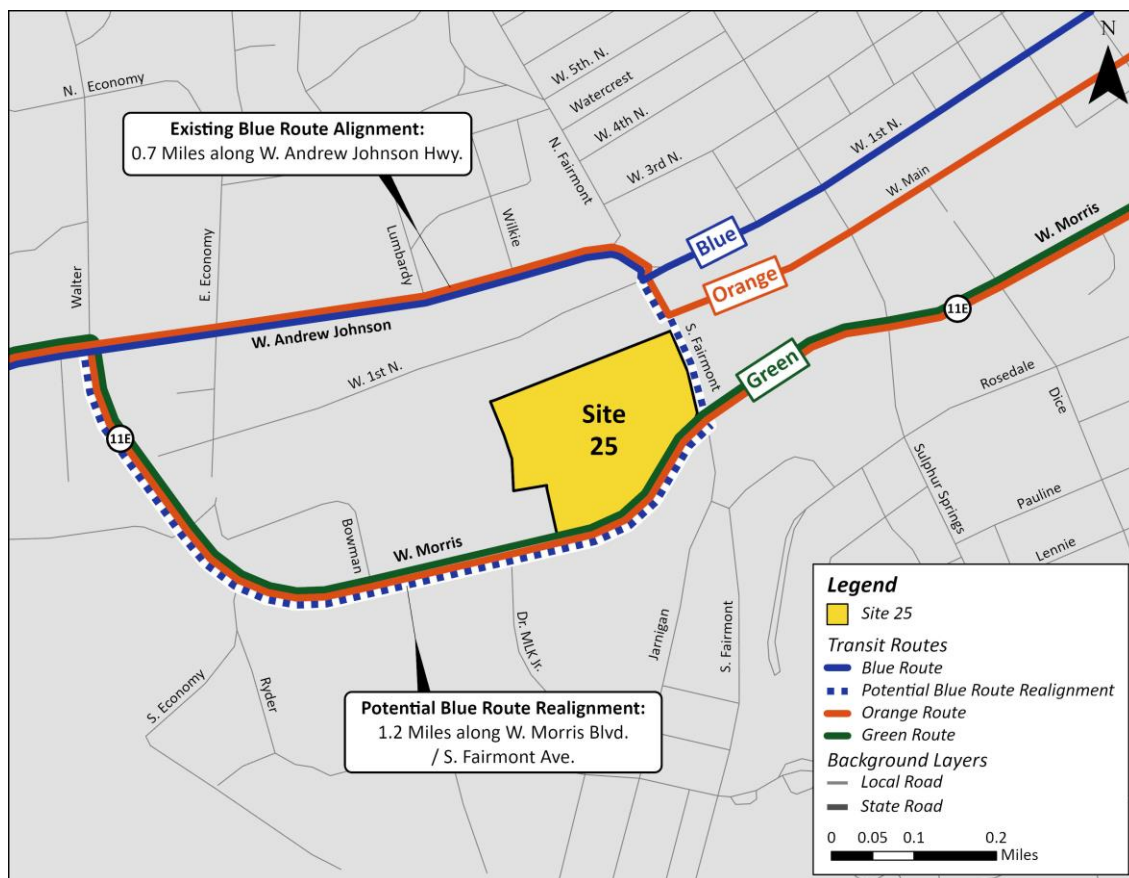 N
N. Economy
W. 5th. N.
Watercrest
W. 4th N.
N. Fairmont
W. 3rd N.
W. 1st N.
W. Main
W. Morris
Existing Blue Route Alignment:
0.7 Miles along W. Andrew Johnson Hwy.
Walter
E. Economy
Lumbardy
Wilkie
Blue
Orange
Green
11E
W. Andrew Johnson
W. 1st N.
S. Fairmont
Site
25
11E
Rosedale
Dice
Sulphur Springs
Pauline
Lennie
Bowman
W. Morris
Dr. MLK Jr.
Jarnigan
S. Fairmont
S. Economy
Ryder
Potential Blue Route Realignment:
1.2 Miles along W. Morris Blvd.
/ S. Fairmont Ave.
Legend
Site 25
Transit Routes
Blue Route
Potential Blue Route Realignment
Orange Route
Green Route
Background Layers
Local Road
State Road
0 0.05 0.1 0.2
Miles